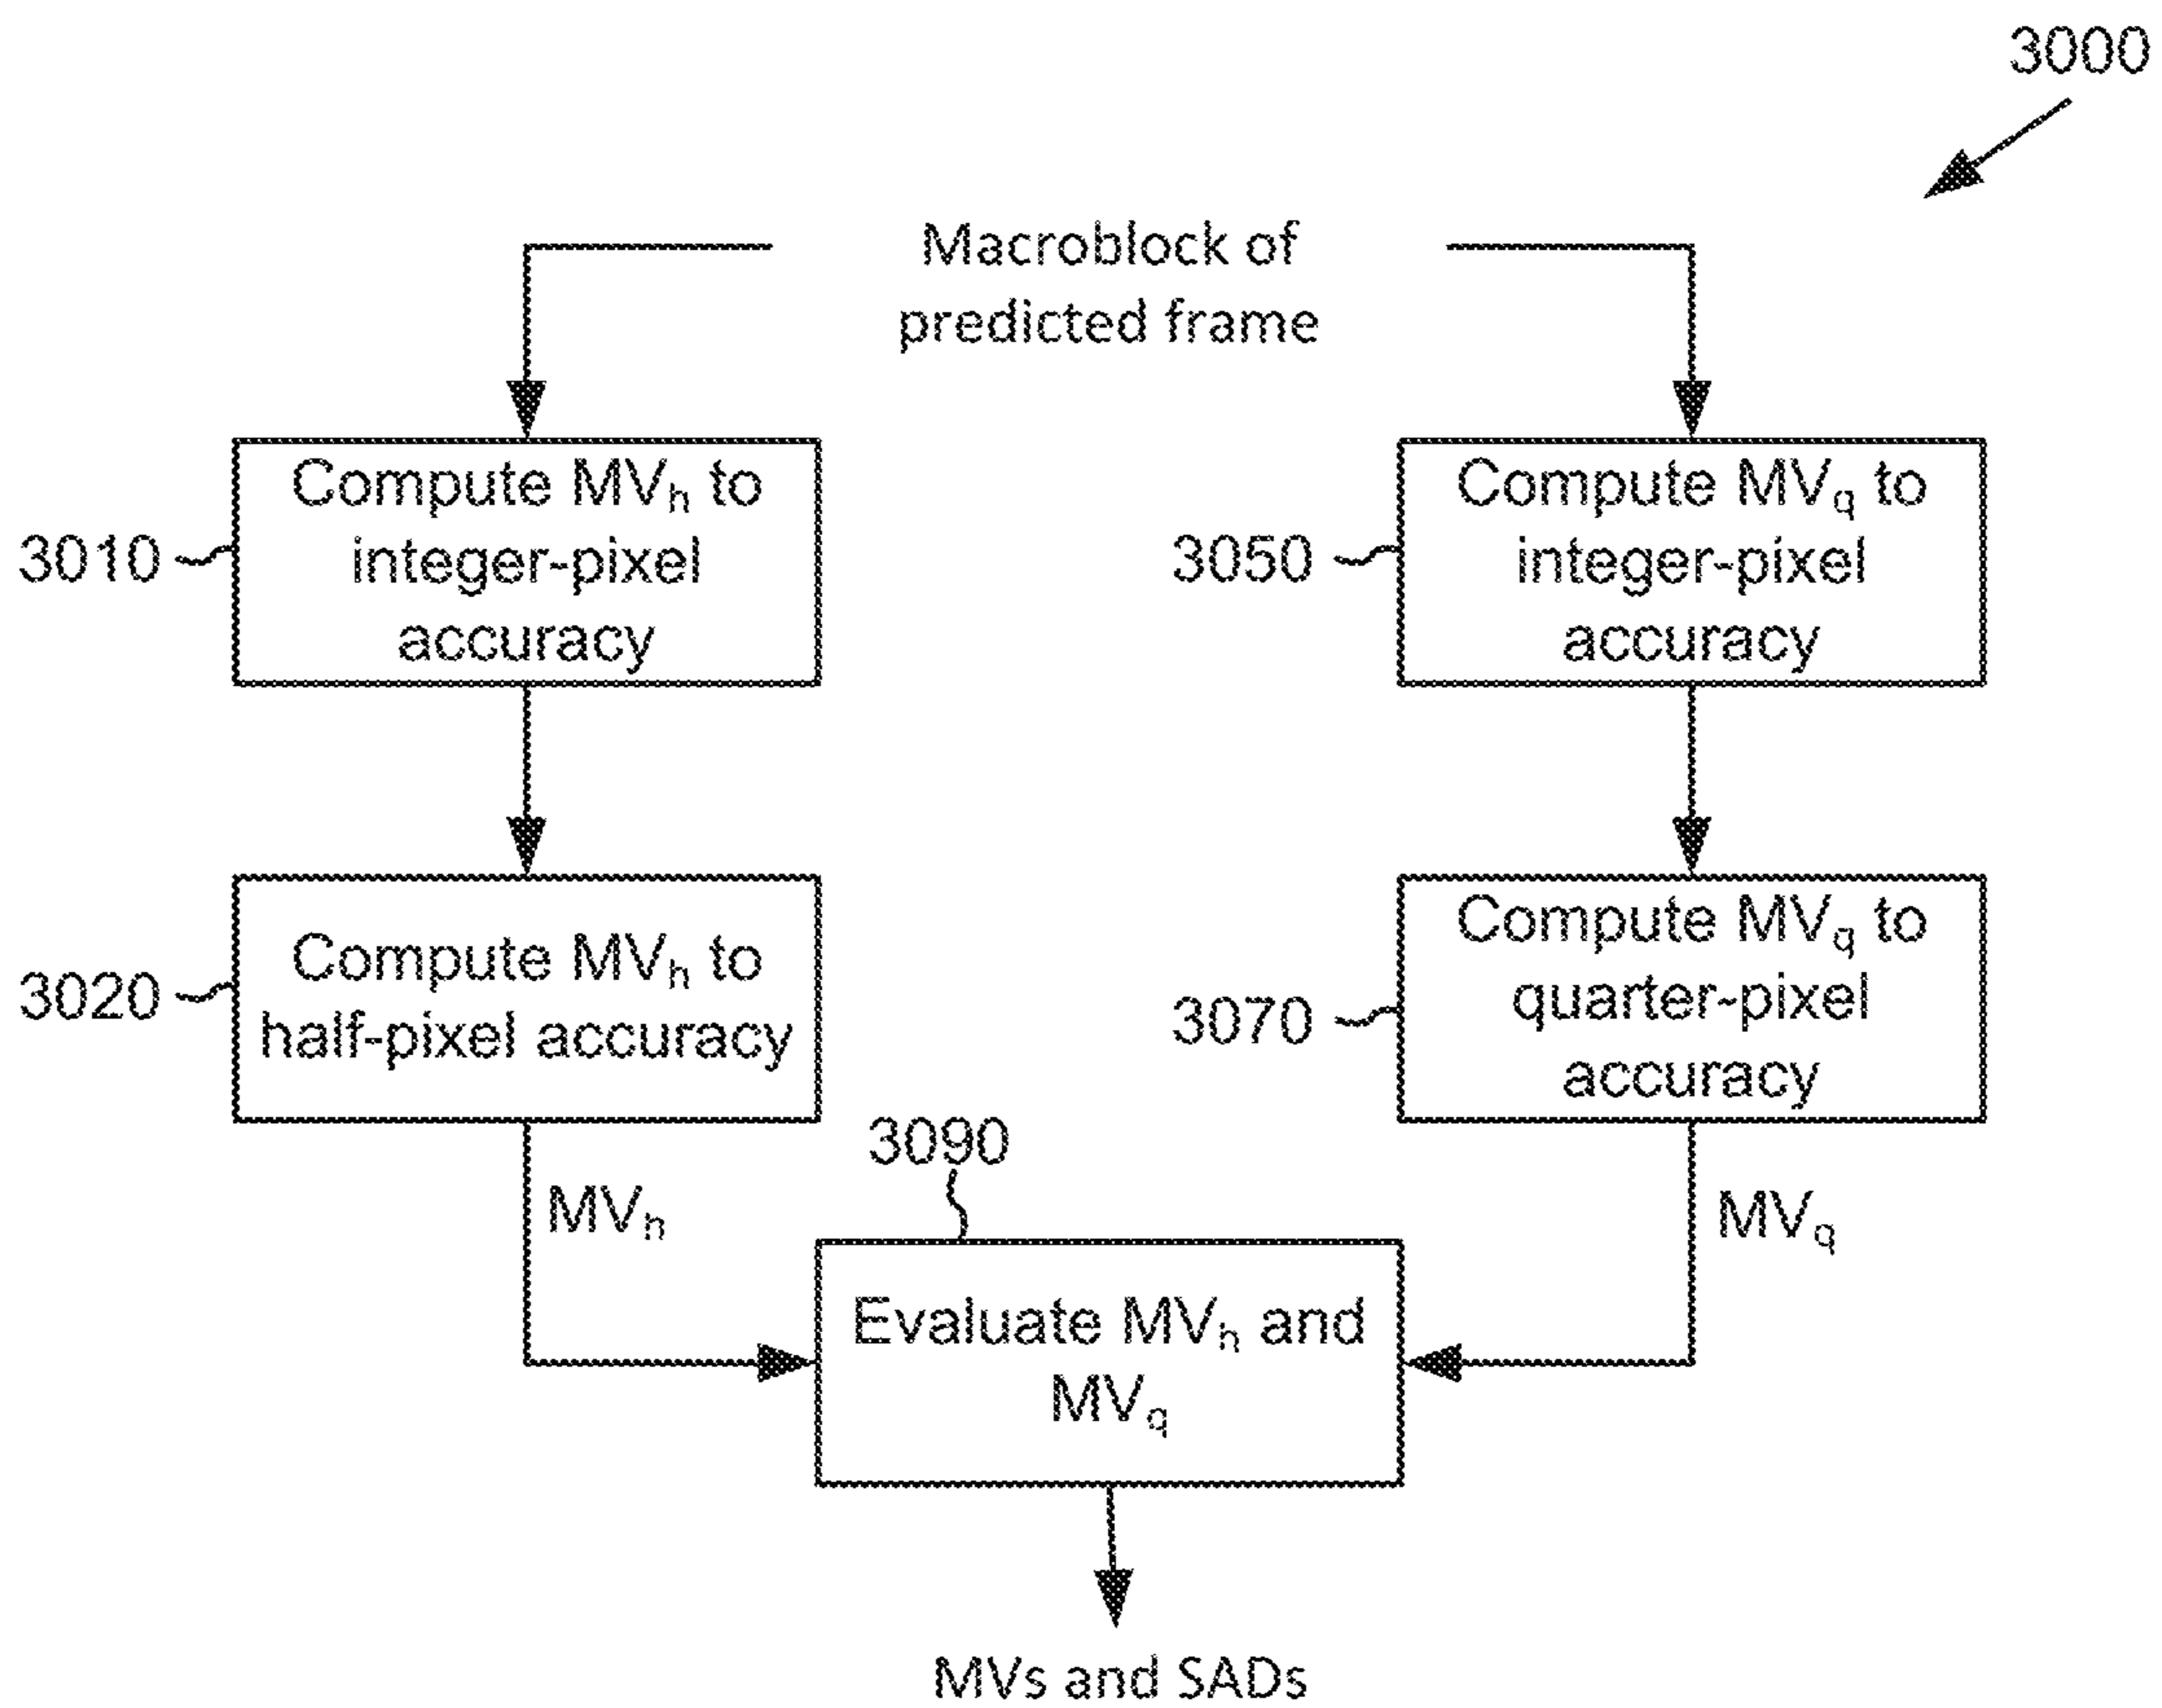 3000
Macroblock of
predicted frame
Compute MVh to
integer-pixel
accuracy
3010
Compute MVq to
integer-pixel
accuracy
3050
Compute MVh to
half-pixel accuracy
3020
Compute MVq to
quarter-pixel
accuracy
3070
3090
MVh
MVq
Evaluate MVh and
MVq
MVs and SADs